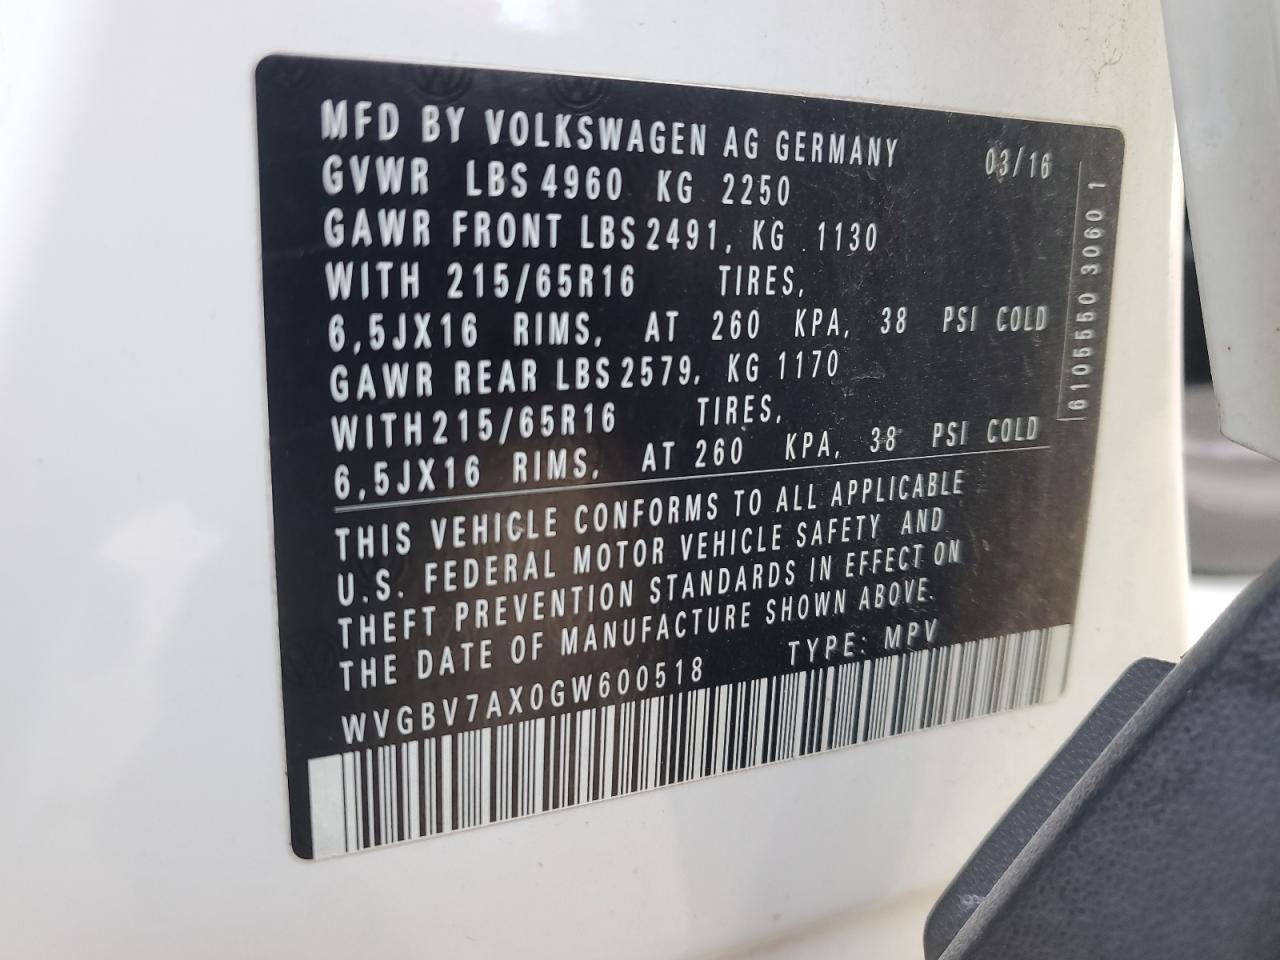 MFD BY VOLKSWAGEN AG GERMANY 03/16
GVWR LBS 4960 KG 2250
GAWR FRONT LBS 2491, KG 1130
WITH 215/65R16 TIRES,
6,5JX16 RIMS, AT 260 KPA, 38 PSI COLD
GAWR REAR LBS 2579, KG 1170
WITH 215/65R16 TIRES,
6,5JX16 RIMS, AT 260 KPA, 38 PSI COLD
THIS VEHICLE CONFORMS TO ALL APPLICABLE
U.S. FEDERAL MOTOR VEHICLE SAFETY AND
THEFT PREVENTION STANDARDS IN EFFECT ON
THE DATE OF MANUFACTURE SHOWN ABOVE.
WVGBV7AX0GW600518 TYPE: MPV
6105550 3060 1